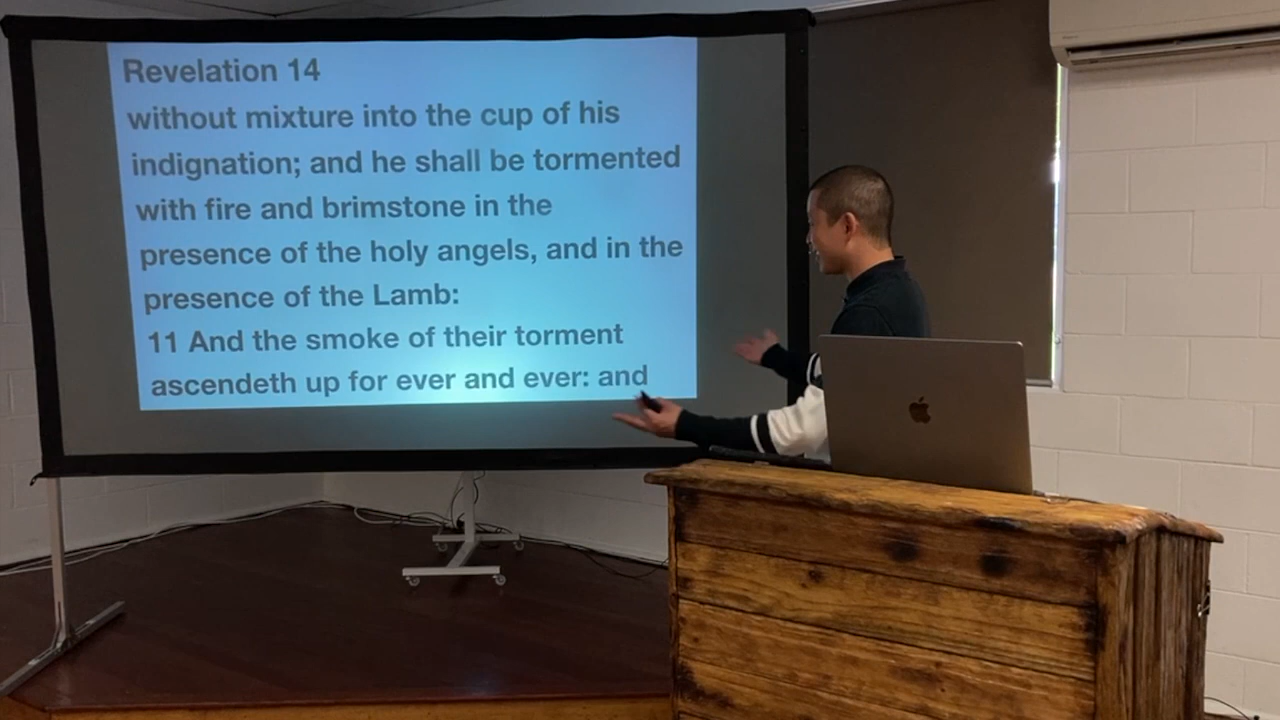 Revelation 14
without mixture into the cup of his
indignation; and he shall be tormented
with fire and brimstone in the
presence of the holy angels, and in the
presence of the Lamb:
11 And the smoke of their torment
ascendeth up for ever and ever: and